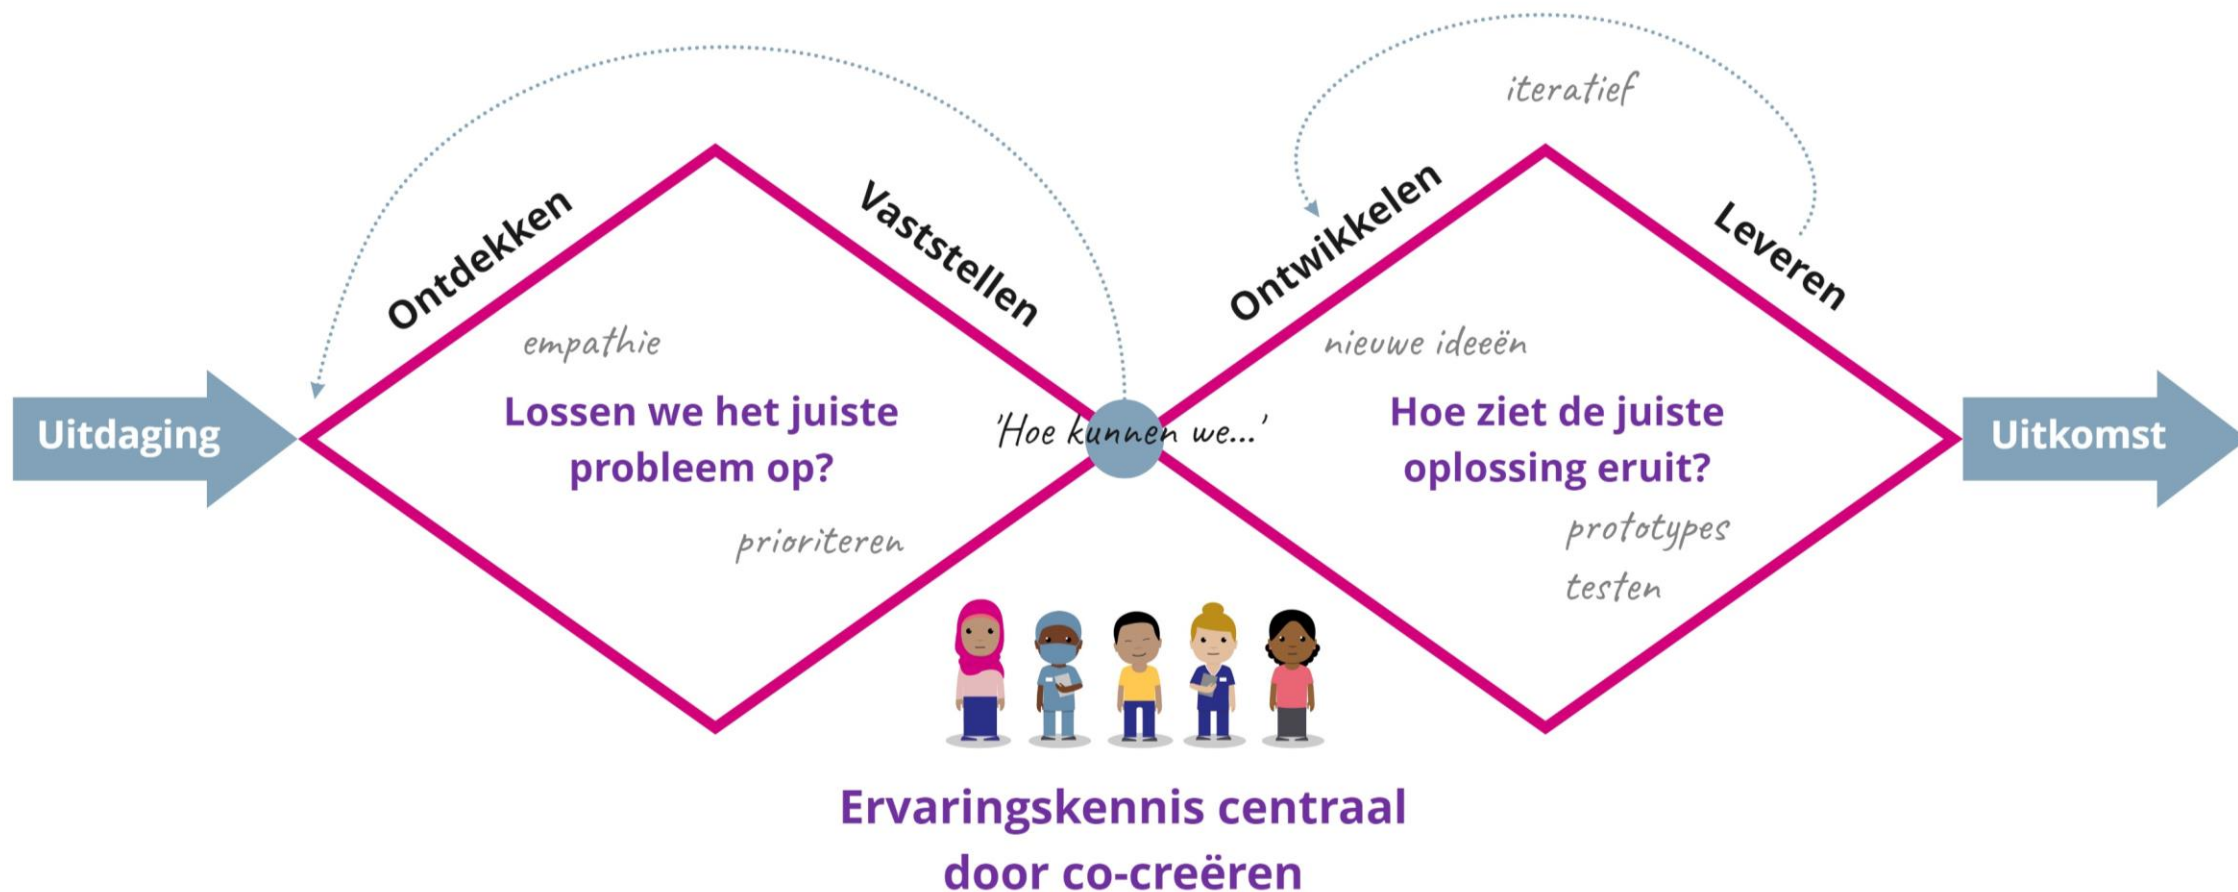 iteratief
Ontdekken
Vaststellen
Ontwikkelen
Leveren
empathie
nieuwe ideeën
Uitdaging
Lossen we het juiste
probleem op?
'Hoe kunnen we...'
Hoe ziet de juiste
oplossing eruit?
Uitkomst
prioriteren
prototypes
testen
Ervaringskennis centraal
door co-creëren